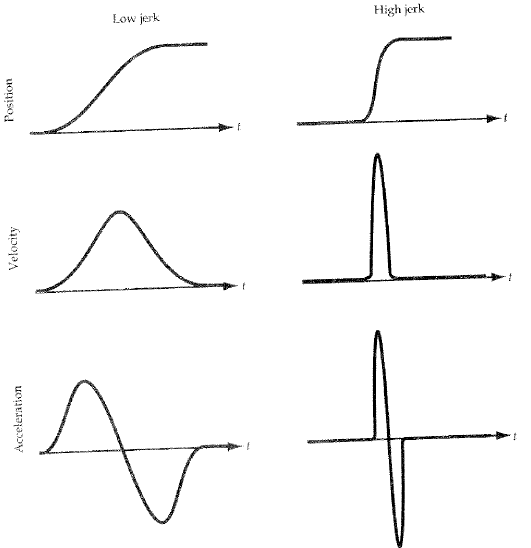 Low jerk
High jerk
Position
t
t
Velocity
t
t
Acceleration
t
t